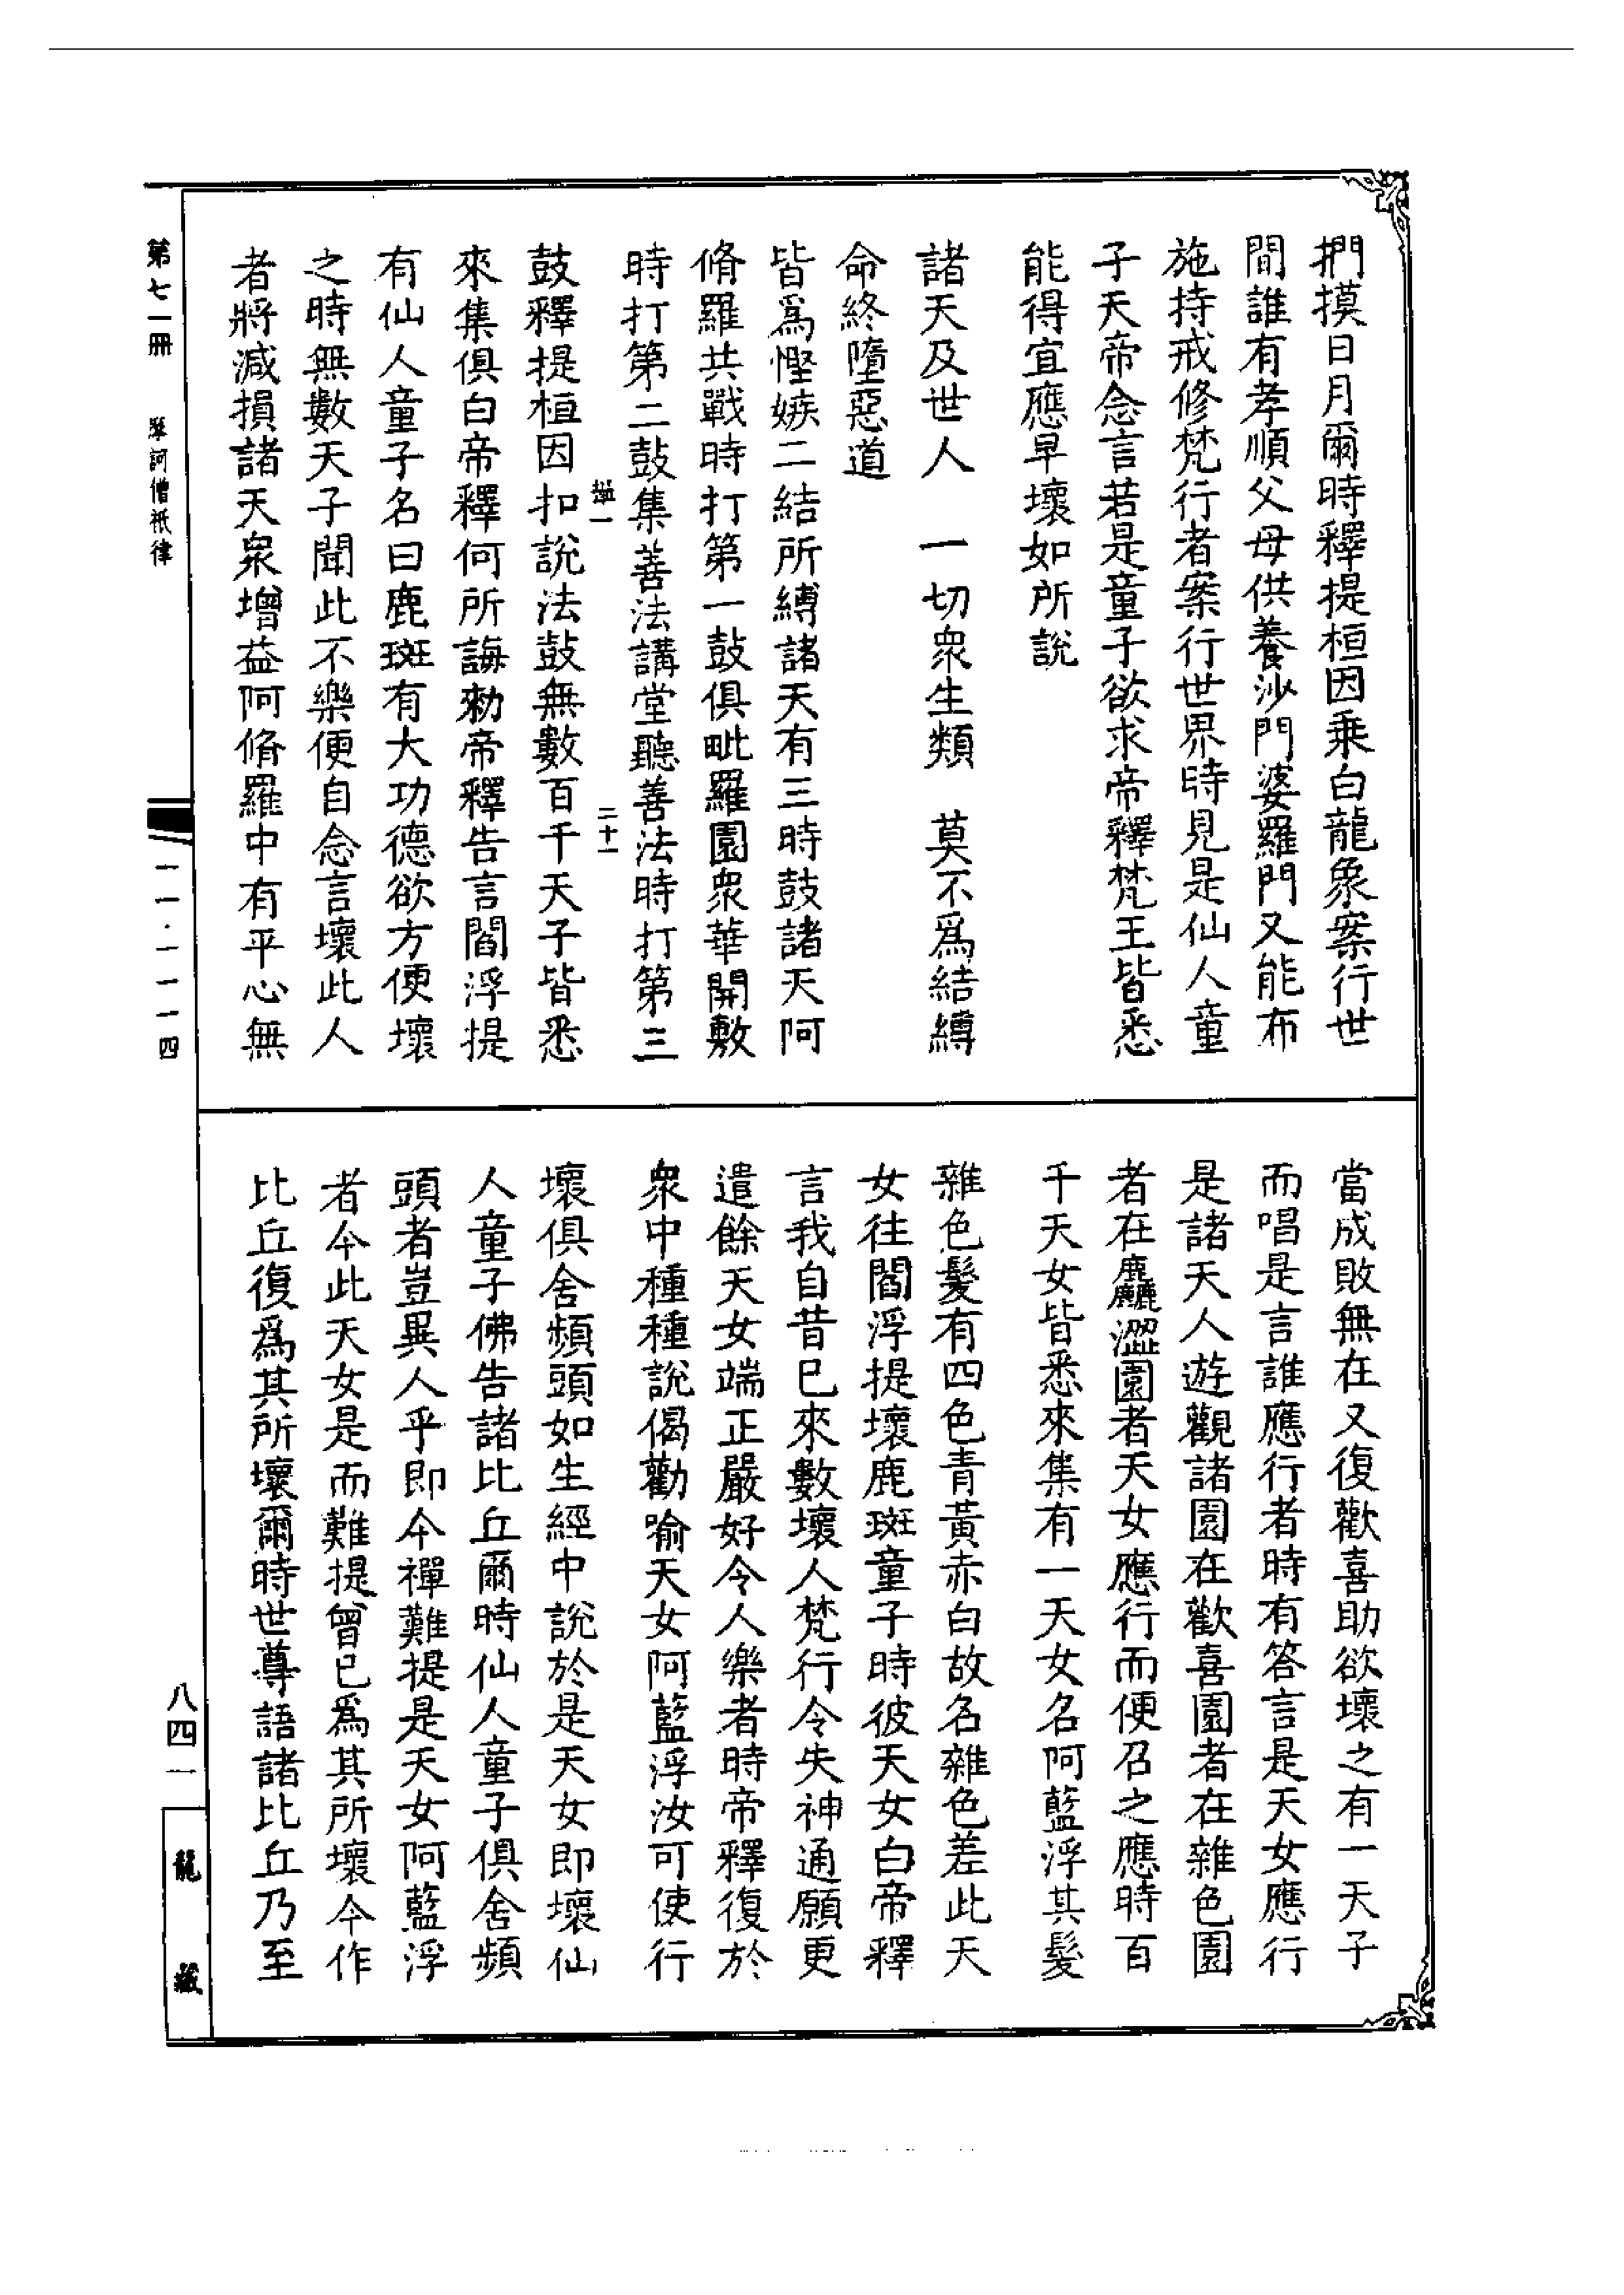 捫摸日月爾時釋提桓因乘白龍象案行世
間誰有孝順父母供養沙門婆羅門又能布
施持戒修梵行者案行世界時見是仙人童
子天帝念言若是童子欲求帝釋梵王皆悉
能得宜應早壞如所說
諸天及世人　一切衆生類　莫不爲結縛
命終墮惡道
皆爲慳嫉二結所縛諸天有三時鼓諸天阿
脩羅共戰時打第一鼓俱毗羅園衆華開敷
時打第二鼓集善法講堂聽善法時打第三
二十一
鼓釋提桓因扣說法鼓無數百千天子皆悉
來集俱白帝釋何所誨勑帝釋告言閻浮提
有仙人童子名曰鹿斑有大功德欲方便壞
之時無數天子聞此不樂便自念言壞此人
者將減損諸天衆增益阿脩羅中有平心無
當成敗無在又復歡喜助欲壞之有一天子
而唱是言誰應行者時有答言是天女應行
是諸天人遊觀諸園在歡喜園者在雜色園
者在麤澀園者天女應行而便召之應時百
千天女皆悉來集有一天女名阿藍浮其髮
雜色髮有四色青黃赤白故名雜色差此天
女往閻浮提壞鹿斑童子時彼天女白帝釋
言我自昔已來數壞人梵行令失神通願更
遣餘天女端正嚴好令人樂者時帝釋復於
衆中種種說偈勸喻天女阿藍浮汝可使行
壞俱舍頻頭如生經中說於是天女即壞仙
人童子佛告諸比丘爾時仙人童子俱舍頻
頭者豈異人乎即今禪難提是天女阿藍浮
者今此天女是而難提曾已爲其所壞今作
比丘復爲其所壞爾時世尊語諸比丘乃至
第七一冊　摩訶僧祇律
一一·一一一四
八四一
龍藏